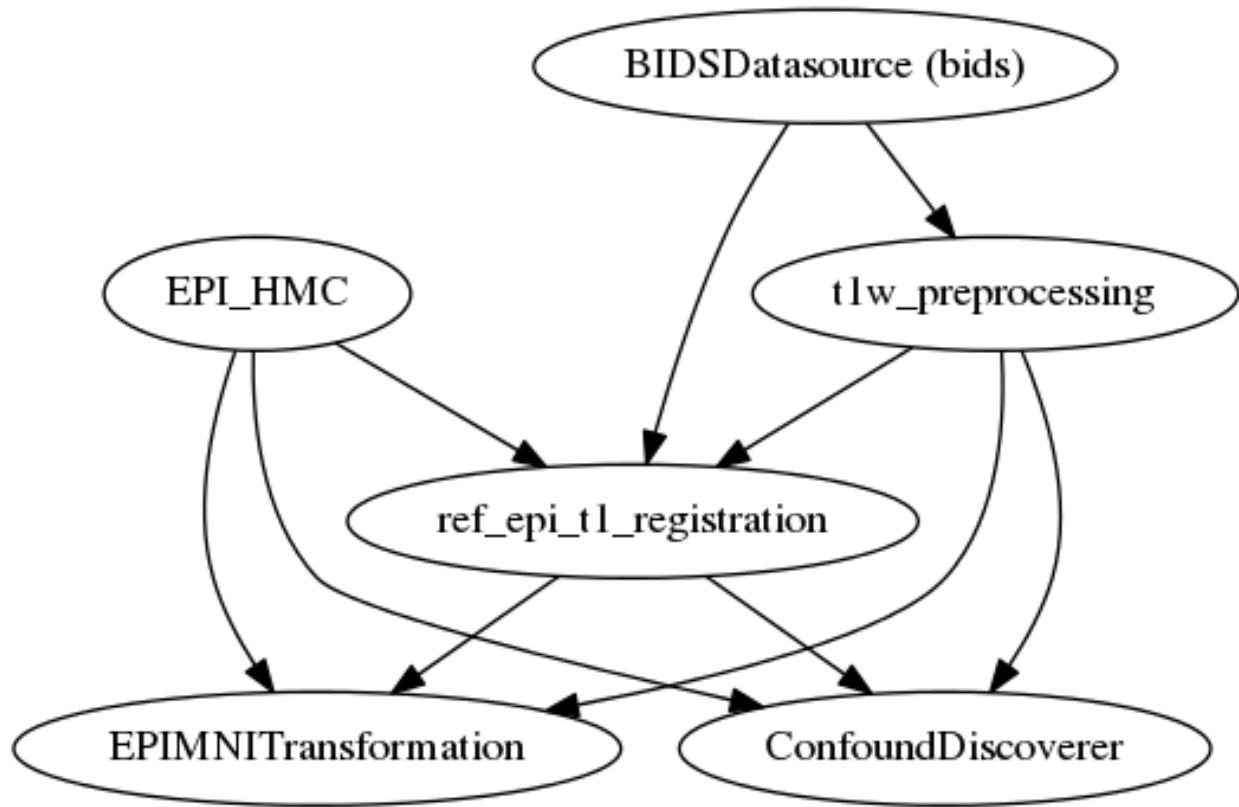 BIDSDatasource (bids)
EPI_HMC
t1w_preprocessing
ref_epi_t1_registration
EPIMNITransformation
ConfoundDiscoverer